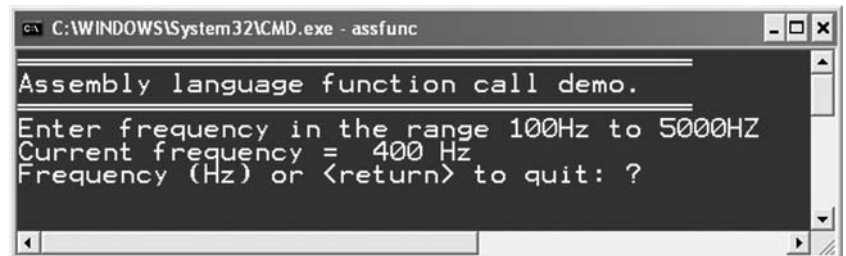 C:\WINDOWS\System32\CMD.exe - assfunc
Assembly language function call demo.
Enter frequency in the range 100Hz to 5000HZ
Current frequency =  400 Hz
Frequency (Hz) or <return> to quit: ?